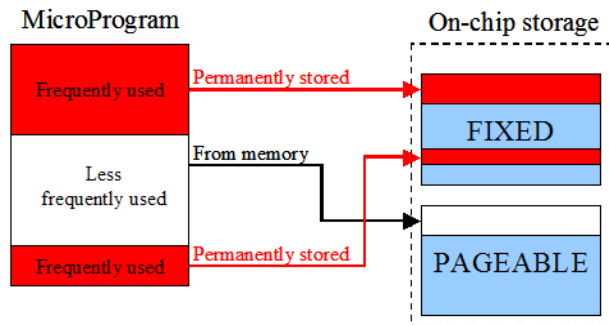 MicroProgram
On-chip storage
Frequently used
Permanently stored
FIXED
Less
frequently used
From memory
Frequently used
Permanently stored
PAGEABLE